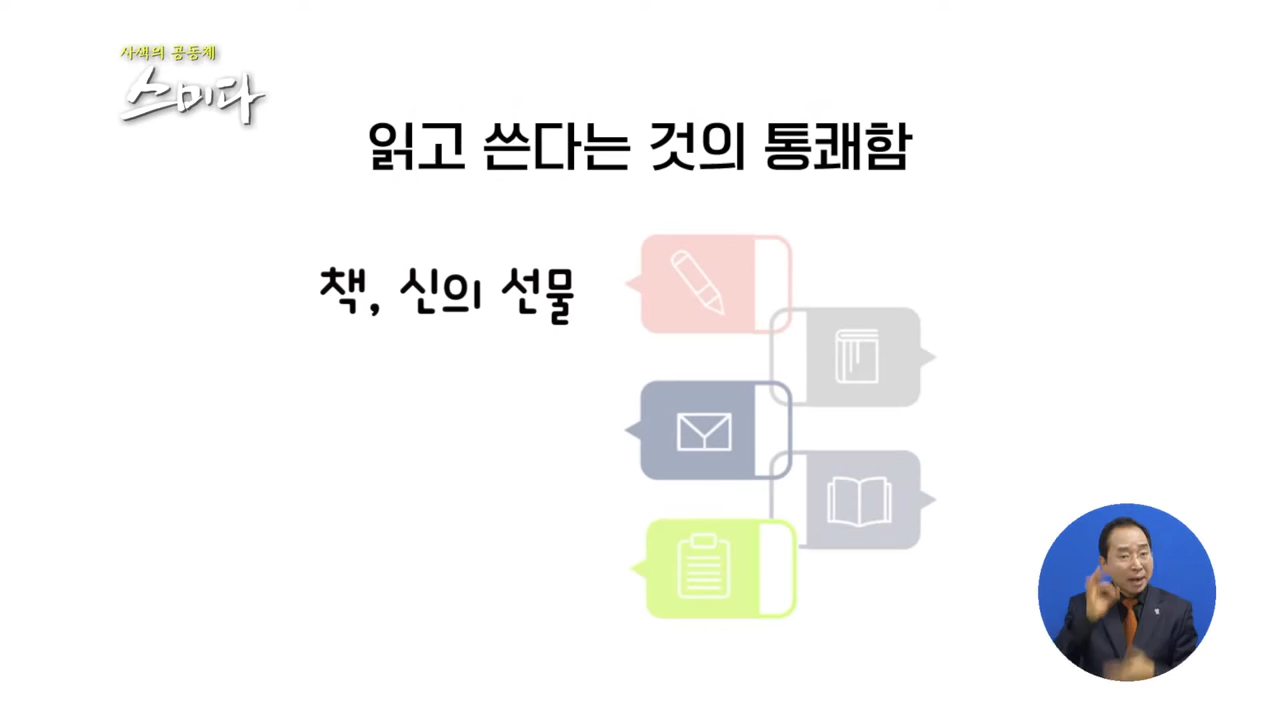 사색의 공동체
스미다
읽고 쓴다는 것의 통쾌함
책, 신의 선물